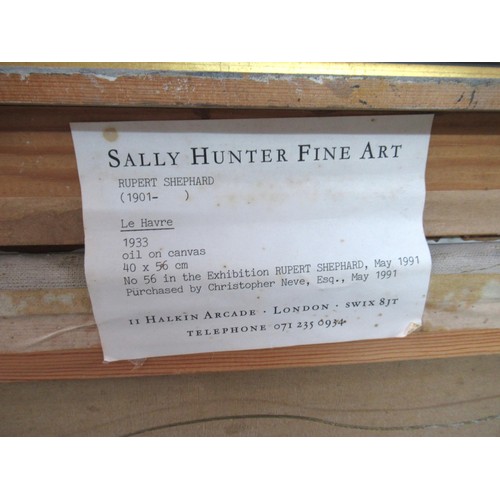 SALLY HUNTER FINE ART
RUPERT SHEPHARD
(1901-    )
Le Havre
1933
oil on canvas
40 x 56 cm
No 56 in the Exhibition RUPERT SHEPHARD, May 1991
Purchased by Christopher Neve, Esq., May 1991
11 HALKIN ARCADE · LONDON · SW1X 8JT
TELEPHONE 071 235 0934